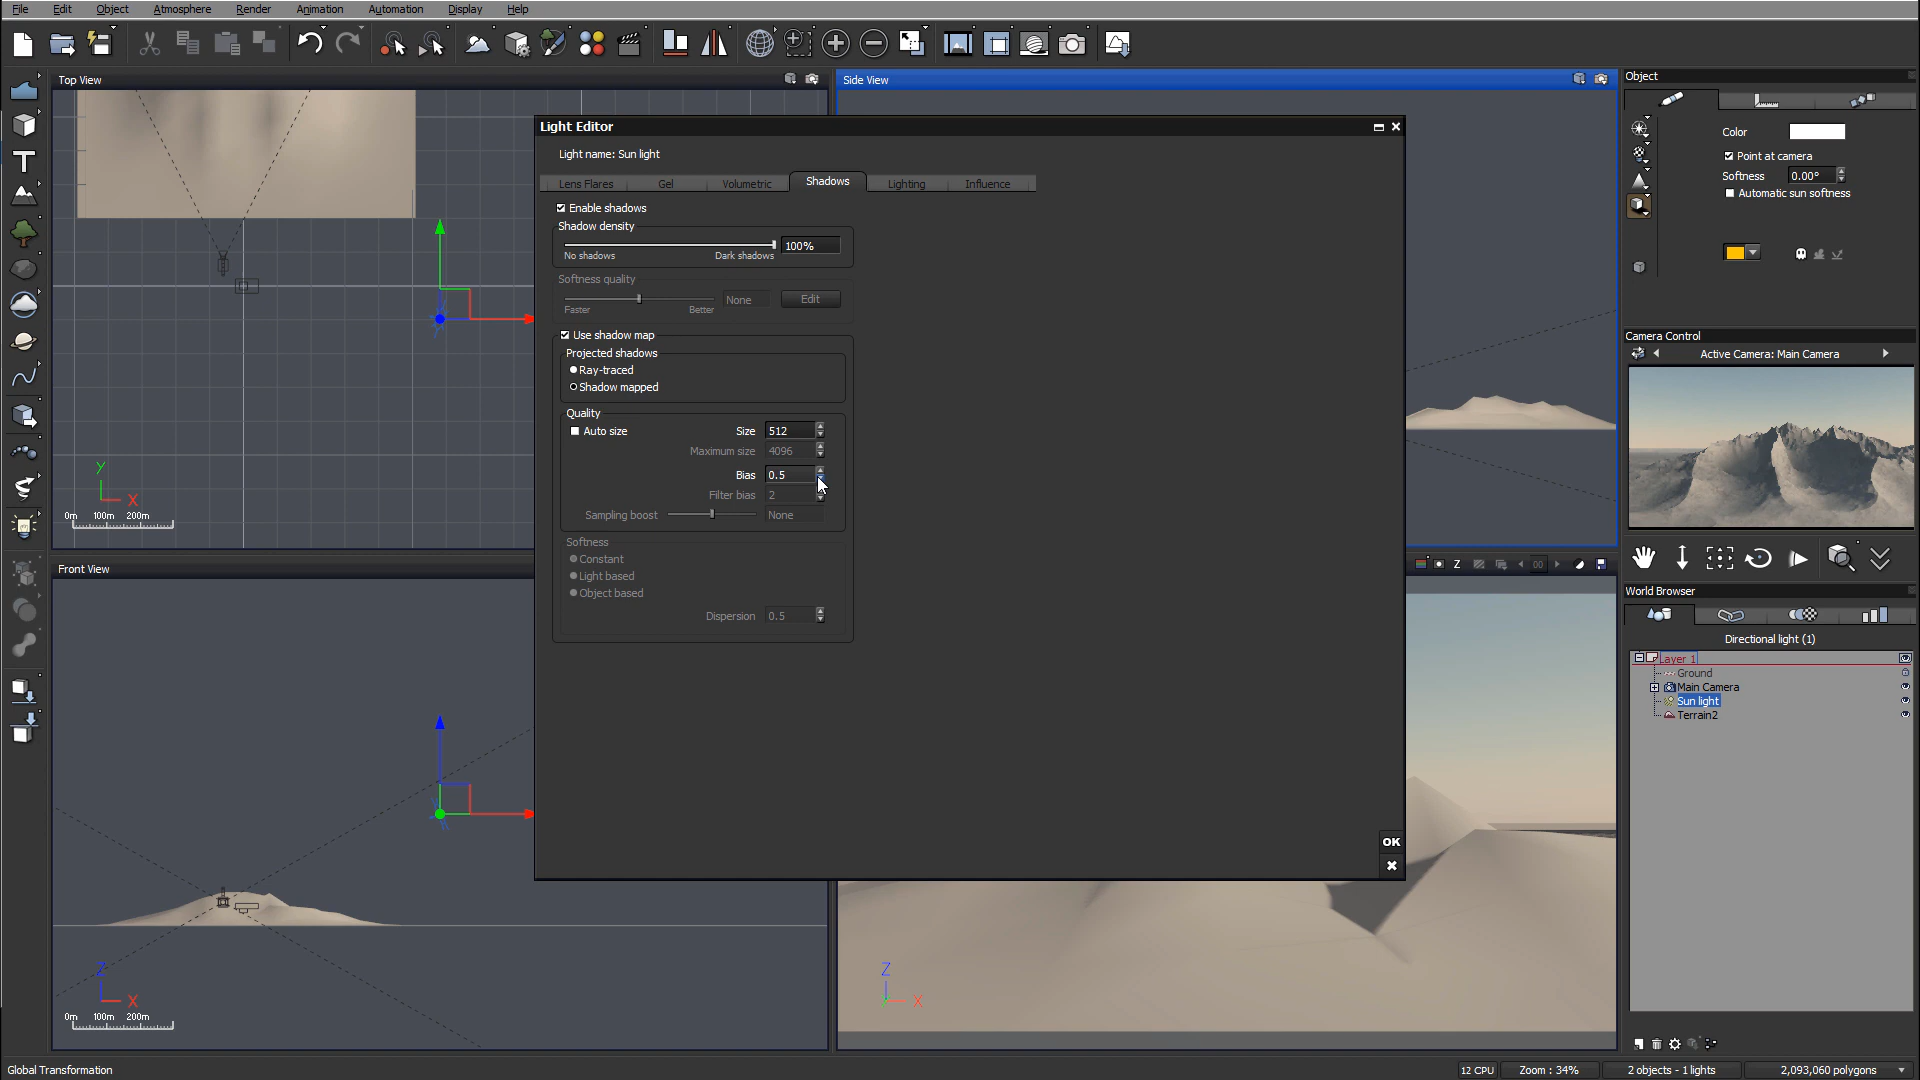 File Edit Object Atmosphere Render Animation Automation Display Help
Top View
Side View
Object
Light Editor
Color
Light name: Sun light
Point at camera
Softness 0.00°
Automatic sun softness
Lens Flares Gel Volumetric Shadows Lighting Influence
Enable shadows
Shadow density
100%
No shadows Dark shadows
Softness quality
None Edit
Faster Better
Use shadow map
Projected shadows
Ray-traced
Shadow mapped
Quality
Auto size Size 512
Maximum size 4096
Bias 0.5
Filter bias 2
Sampling boost None
Softness
Constant
Light based
Object based
Dispersion 0.5
OK
Camera Control
Active Camera: Main Camera
Y
X
0m 100m 200m
Front View
Z
X
0m 100m 200m
Z 00
Z
X
World Browser
Directional light (1)
Layer 1
Ground
Main Camera
Sun light
Terrain2
Global Transformation
12 CPU Zoom : 34% 2 objects - 1 lights 2,093,060 polygons